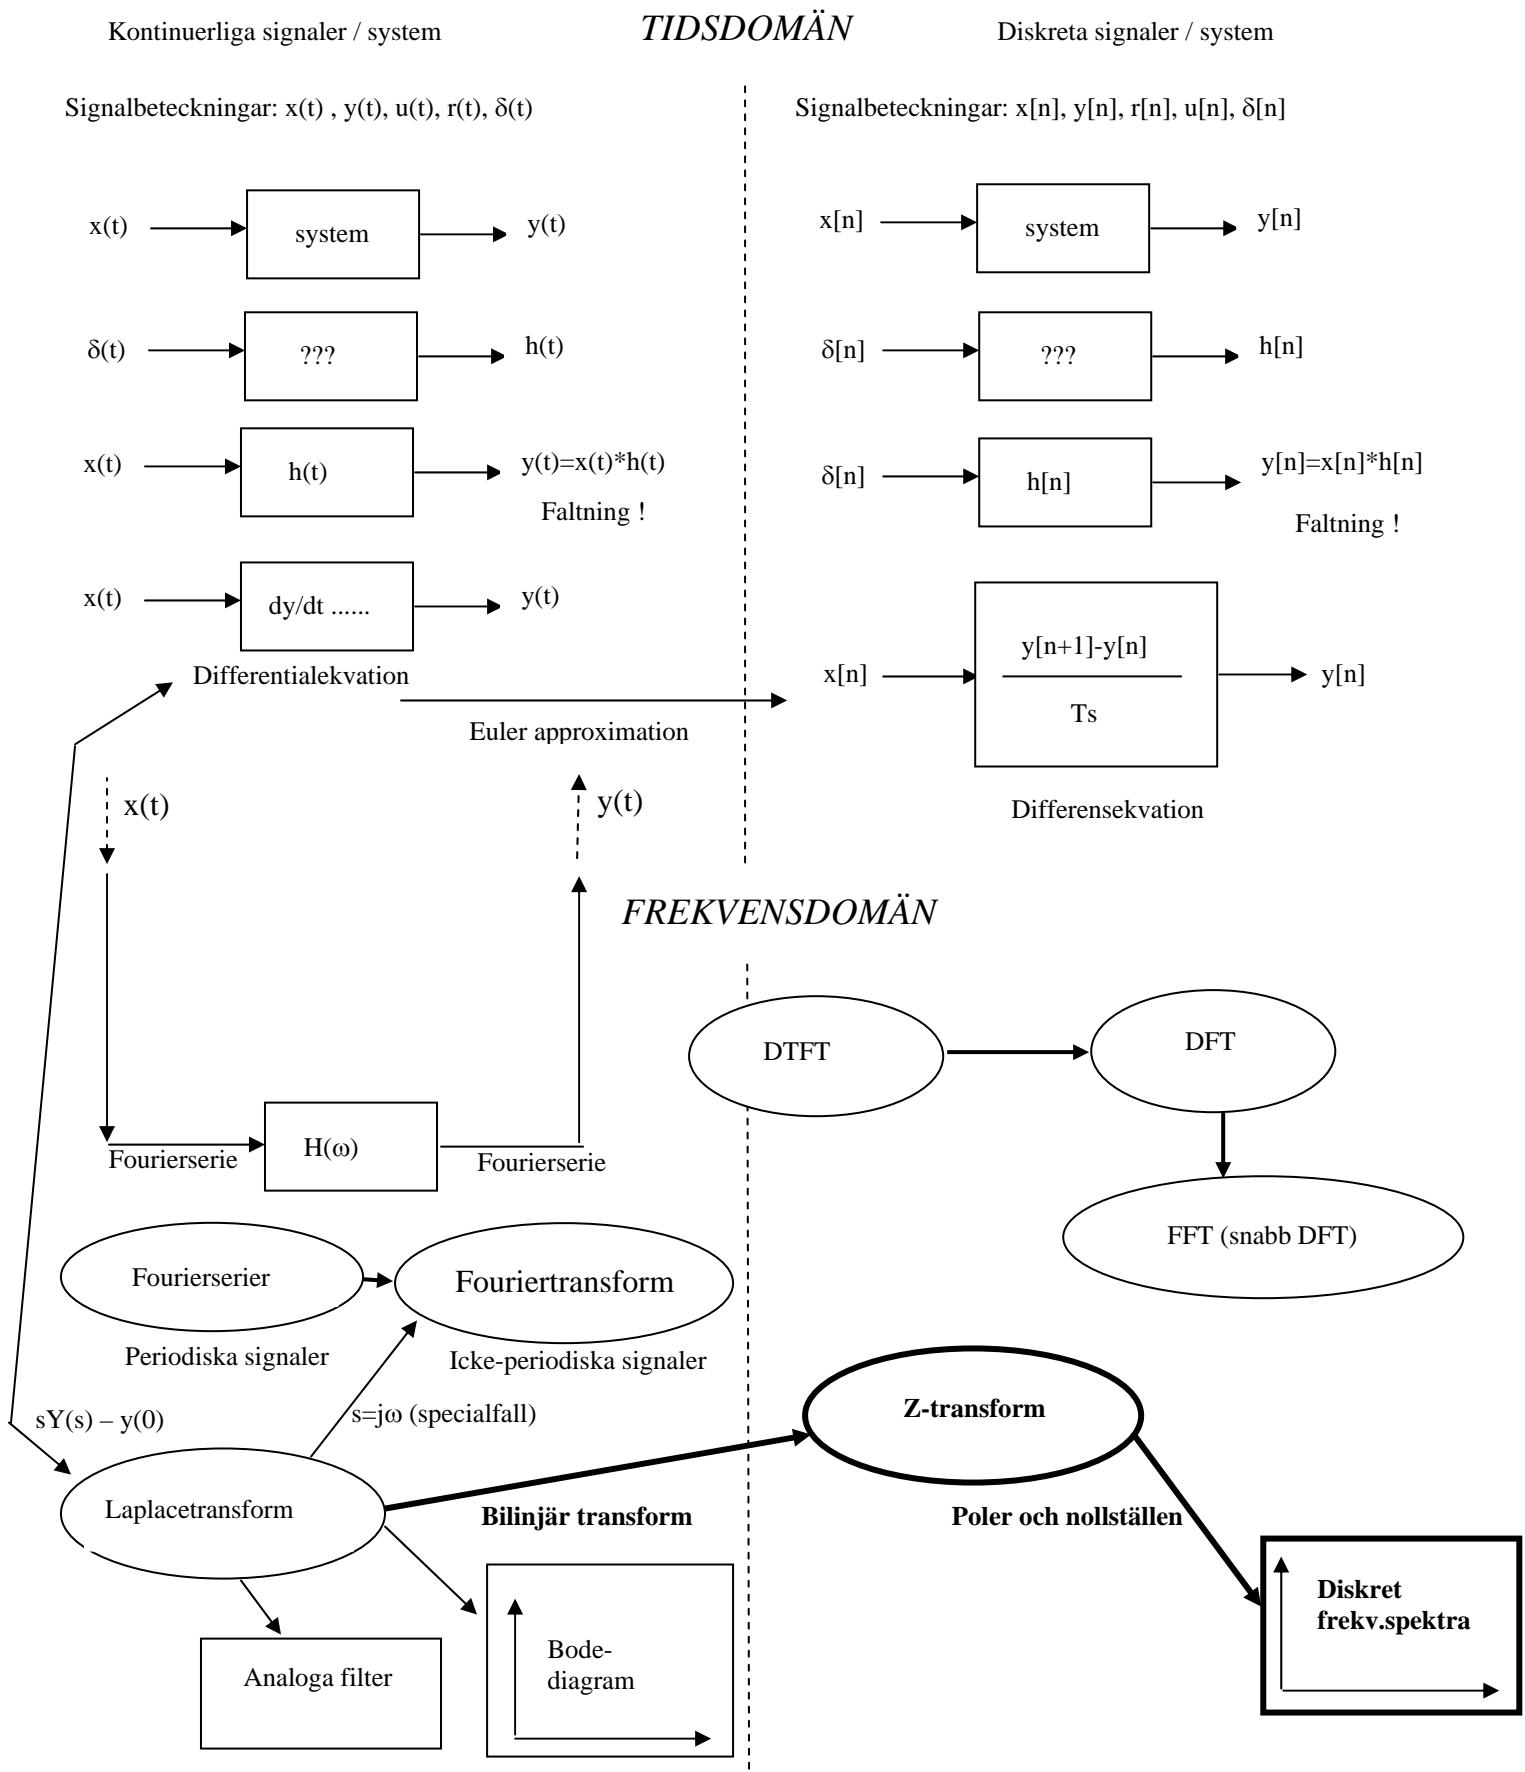 Kontinuerliga signaler / system
TIDSDOMÄN
Diskreta signaler / system
Signalbeteckningar: x(t) , y(t), u(t), r(t), δ(t)
Signalbeteckningar: x[n], y[n], r[n], u[n], δ[n]
x(t)
system
y(t)
x[n]
system
y[n]
δ(t)
???
h(t)
δ[n]
???
h[n]
x(t)
h(t)
y(t)=x(t)*h(t)
Faltning !
δ[n]
h[n]
y[n]=x[n]*h[n]
Faltning !
x(t)
dy/dt ......
y(t)
Differentialekvation
Euler approximation
x[n]
y[n+1]-y[n]
Ts
y[n]
Differensekvation
x(t)
y(t)
FREKVENSDOMÄN
DTFT
DFT
FFT (snabb DFT)
Fourierserie
H(ω)
Fourierserie
Fourierserier
Fouriertransform
Periodiska signaler
Icke-periodiska signaler
sY(s) – y(0)
s=jω (specialfall)
Z-transform
Laplacetransform
Bilinjär transform
Poler och nollställen
Analoga filter
Bode-
diagram
Diskret
frekv.spektra